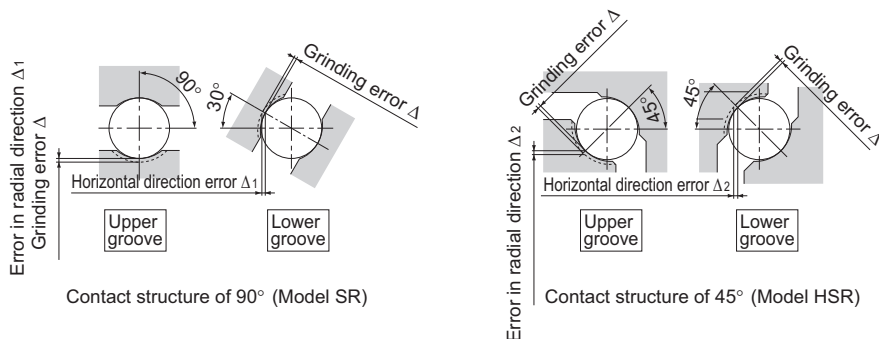 Error in radial direction Δ1
Grinding error Δ
90°
30°
Grinding error Δ
Horizontal direction error Δ1
Upper
groove
Lower
groove
Contact structure of 90° (Model SR)
Error in radial direction Δ2
Grinding error Δ
45°
45°
Grinding error Δ
Horizontal direction error Δ2
Upper
groove
Lower
groove
Contact structure of 45° (Model HSR)